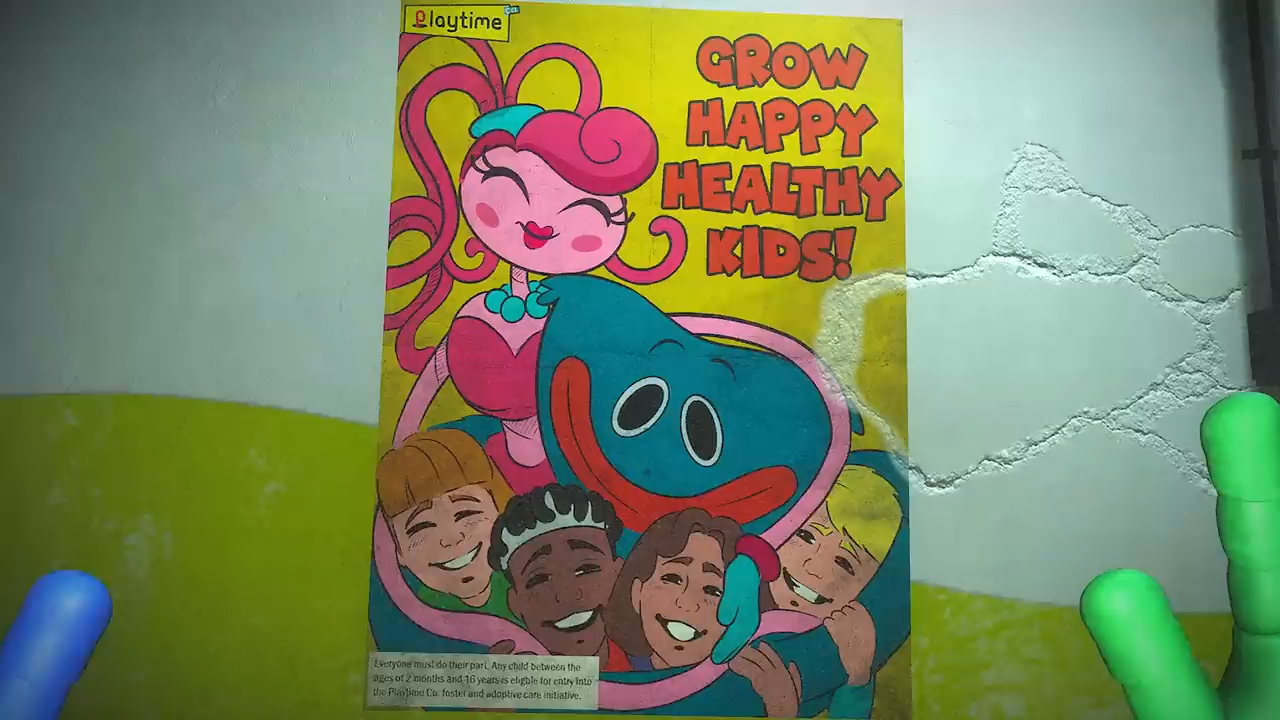 Playtime
CO.
GROW
HAPPY
HEALTHY
KIDS!
Everyone must do their part. Any child between the
ages of 2 months and 16 years is eligible for entry into
the Playtime Co. foster and adoptive care initiative.